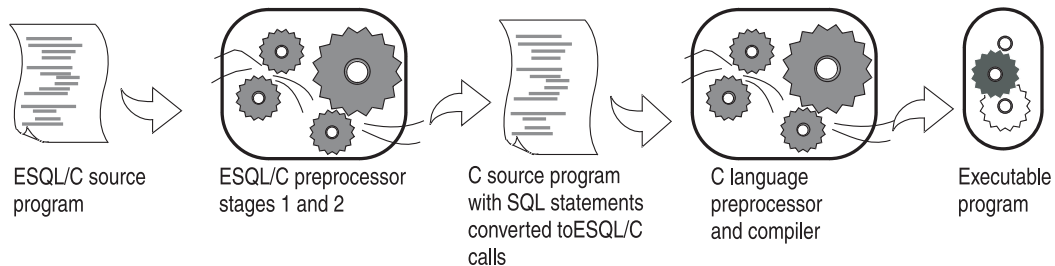 ESQL/C source
program
ESQL/C preprocessor
stages 1 and 2
C source program
with SQL statements
converted toESQL/C
calls
C language
preprocessor
and compiler
Executable
program